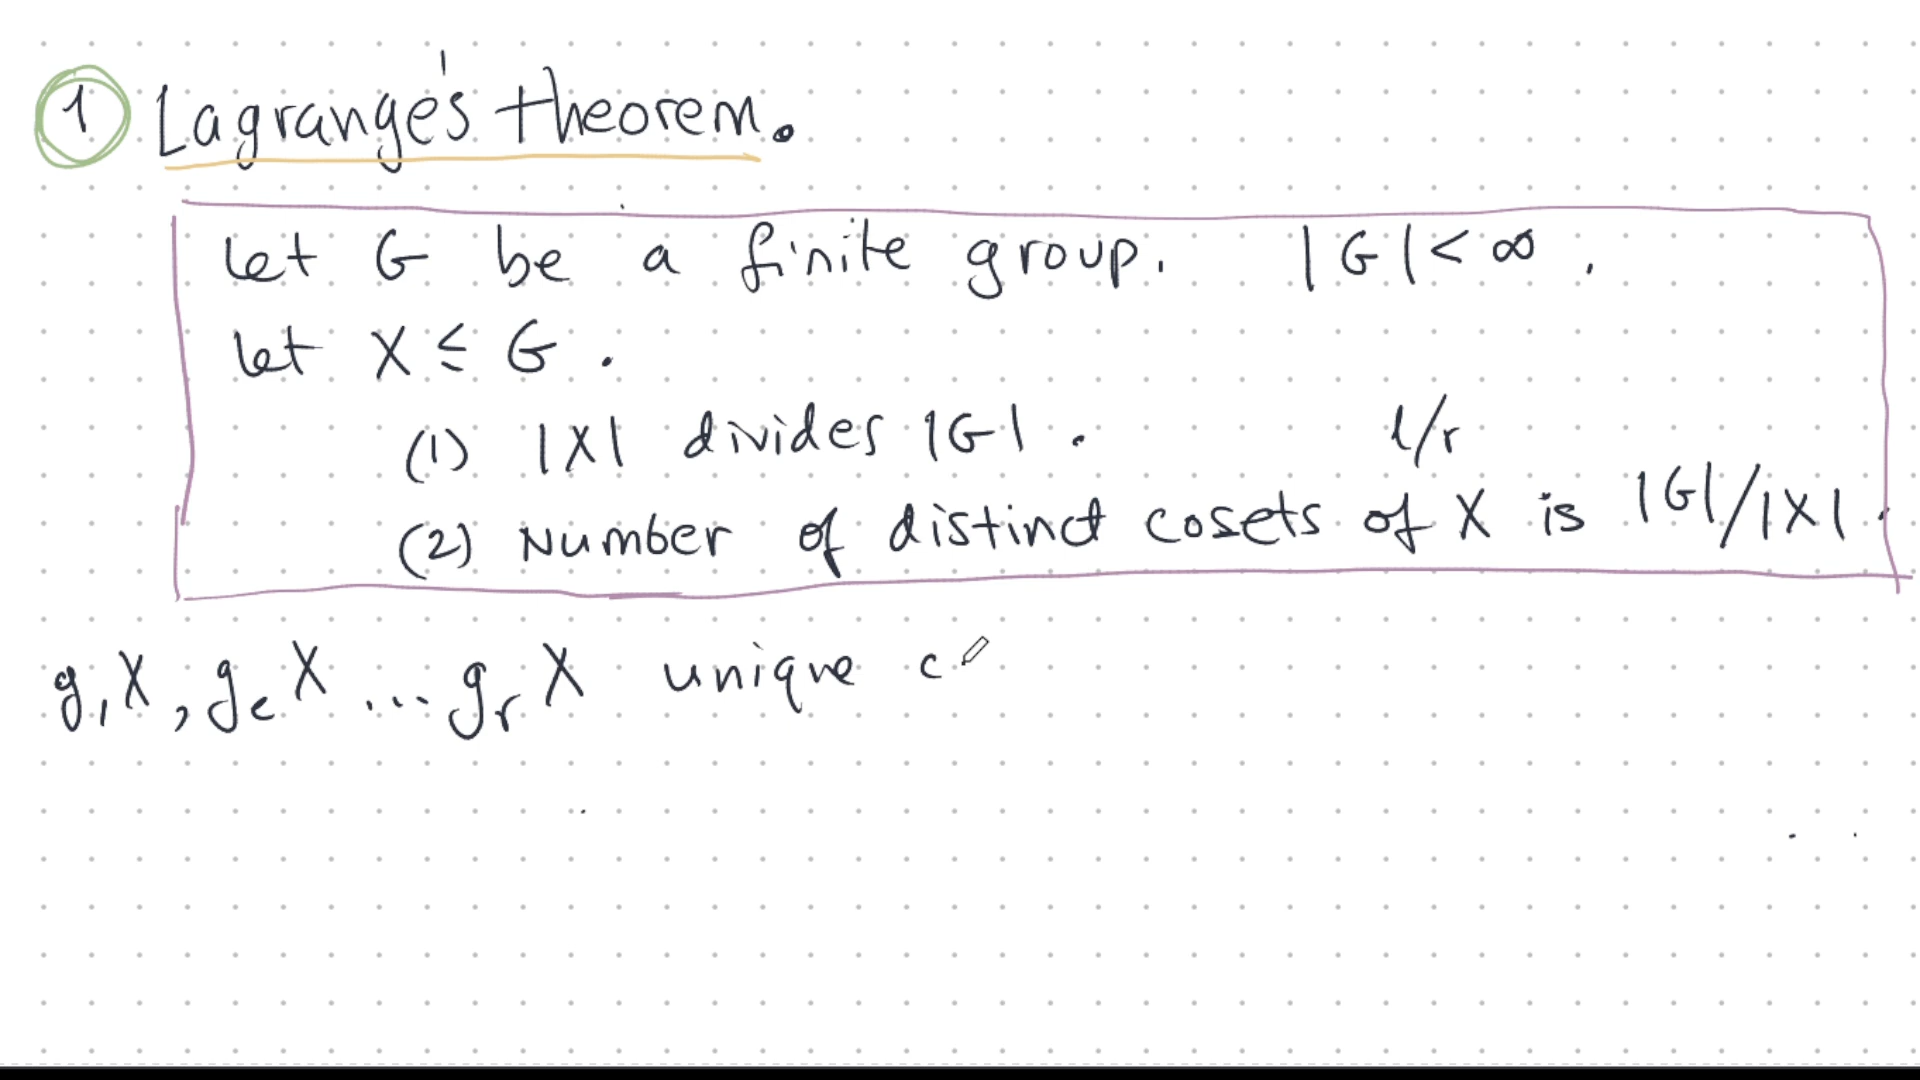 1 Lagrange's theorem.
let G be a finite group. |G| < ∞.
let X ≤ G.
(1) |X| divides |G|.
l/r
(2) Number of distinct cosets of X is |G|/|X|.
g₁X, g₂X ... gᵣX unique c